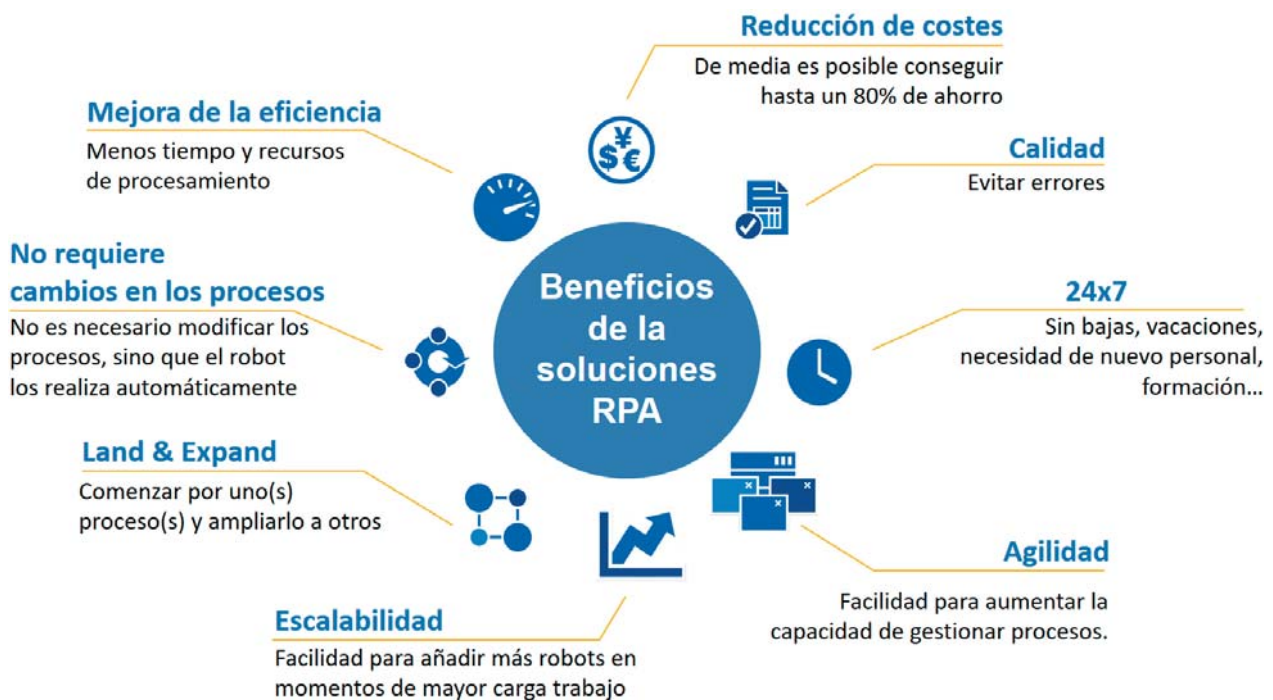 Beneficios
de la
soluciones
RPA
Reducción de costes
De media es posible conseguir
hasta un 80% de ahorro
Calidad
Evitar errores
24x7
Sin bajas, vacaciones,
necesidad de nuevo personal,
formación...
Agilidad
Facilidad para aumentar la
capacidad de gestionar procesos.
Escalabilidad
Facilidad para añadir más robots en
momentos de mayor carga trabajo
Land & Expand
Comenzar por uno(s)
proceso(s) y ampliarlo a otros
No requiere
cambios en los procesos
No es necesario modificar los
procesos, sino que el robot
los realiza automáticamente
Mejora de la eficiencia
Menos tiempo y recursos
de procesamiento
¥
$€